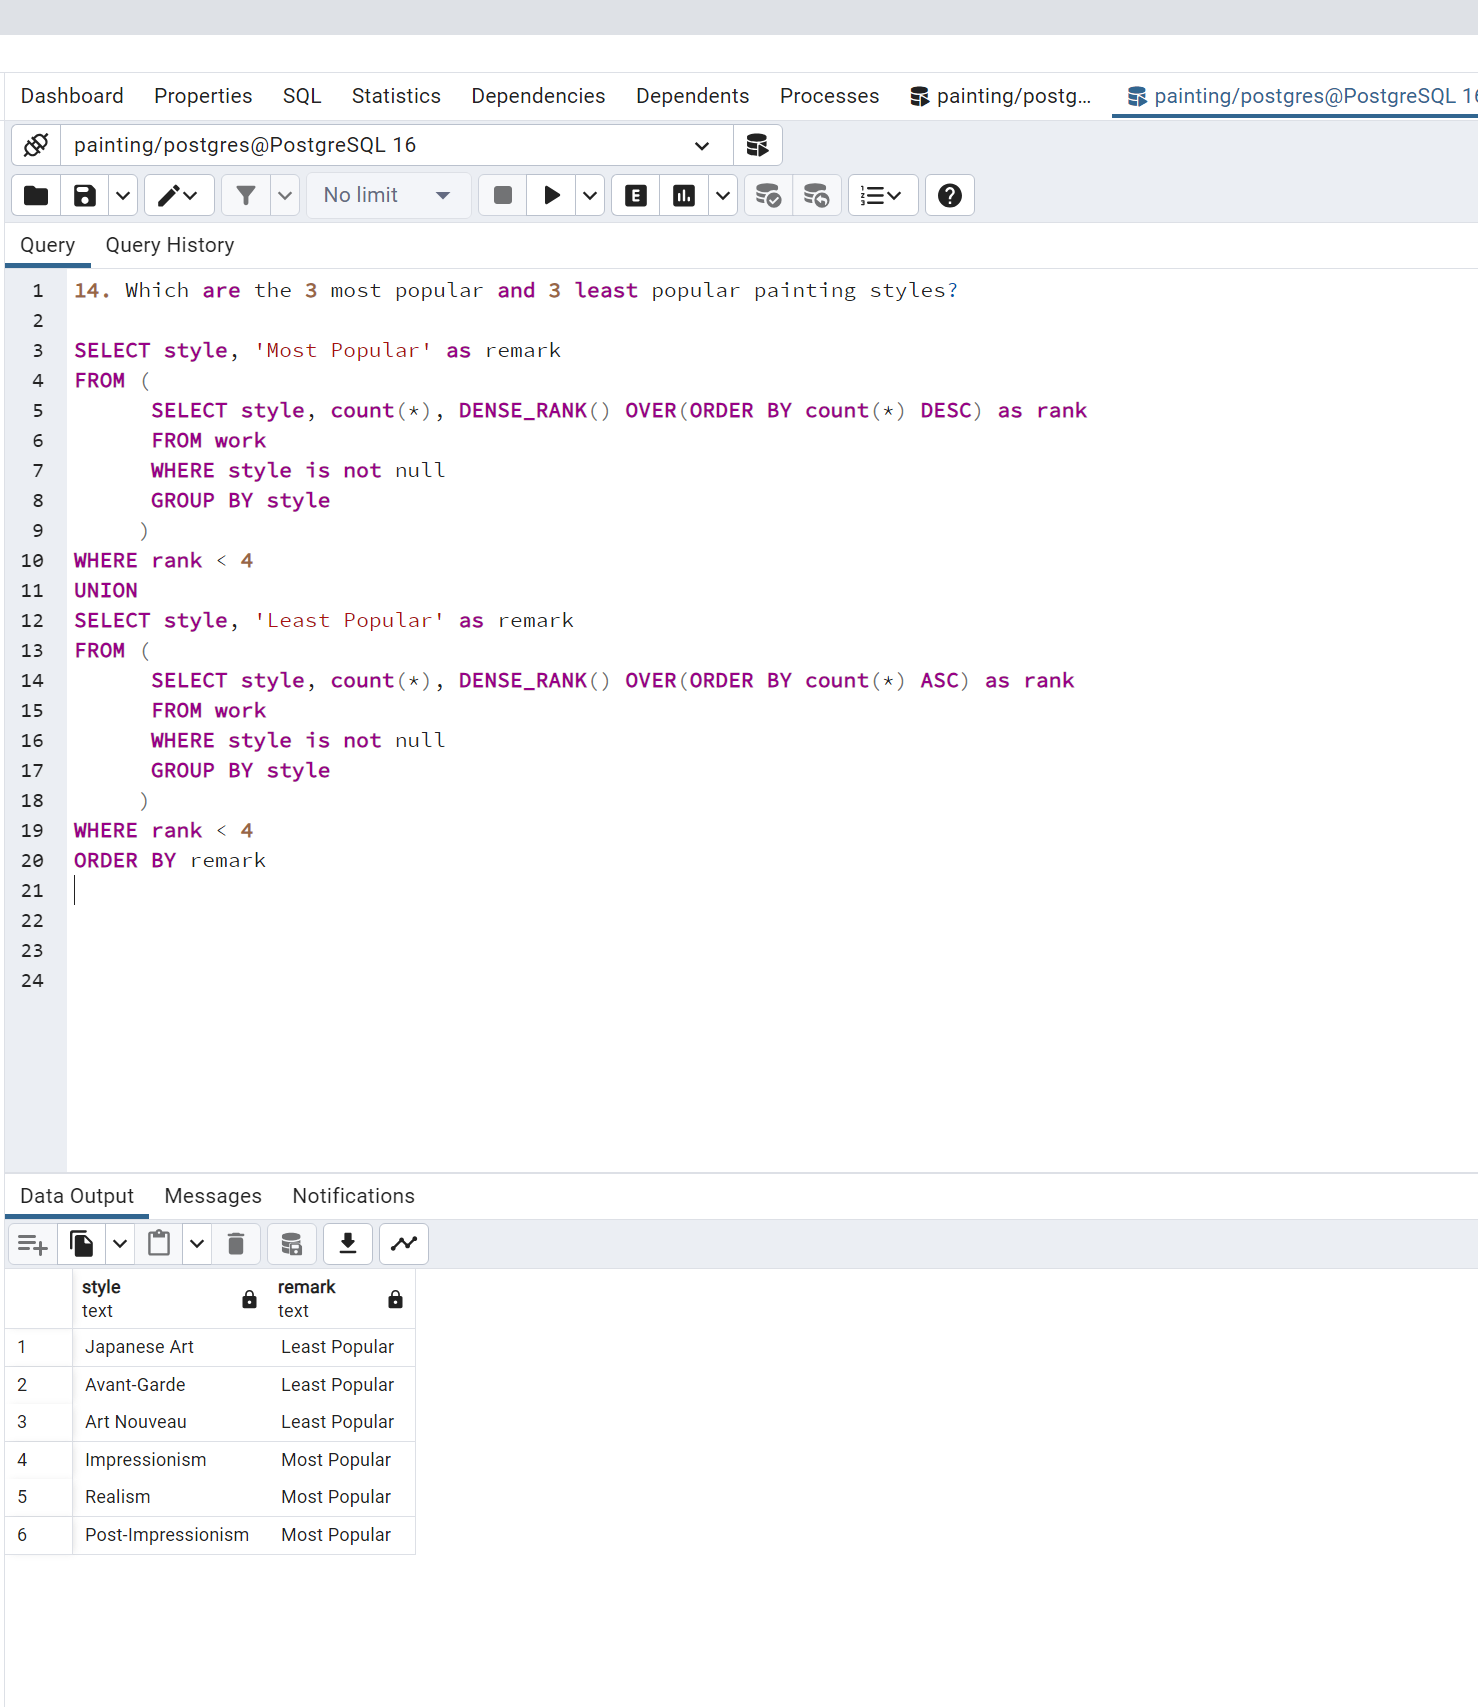 Dashboard Properties SQL Statistics Dependencies Dependents Processes painting/postg... painting/postgres@PostgreSQL 16
painting/postgres@PostgreSQL 16
No limit E
Query Query History
1 14. Which are the 3 most popular and 3 least popular painting styles?
2
3 SELECT style, 'Most Popular' as remark
4 FROM (
5 SELECT style, count(*), DENSE_RANK() OVER(ORDER BY count(*) DESC) as rank
6 FROM work
7 WHERE style is not null
8 GROUP BY style
9 )
10 WHERE rank < 4
11 UNION
12 SELECT style, 'Least Popular' as remark
13 FROM (
14 SELECT style, count(*), DENSE_RANK() OVER(ORDER BY count(*) ASC) as rank
15 FROM work
16 WHERE style is not null
17 GROUP BY style
18 )
19 WHERE rank < 4
20 ORDER BY remark
21
22
23
24
Data Output Messages Notifications
style remark
text text
1 Japanese Art Least Popular
2 Avant-Garde Least Popular
3 Art Nouveau Least Popular
4 Impressionism Most Popular
5 Realism Most Popular
6 Post-Impressionism Most Popular